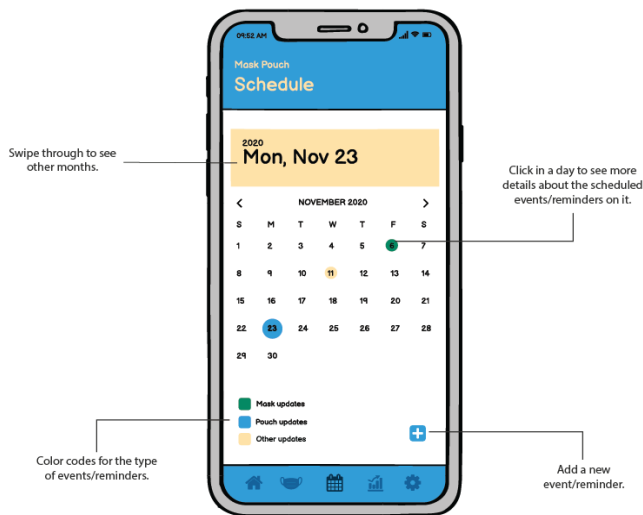 09:52 AM
Mask Pouch
Schedule
2020
Mon, Nov 23
Swipe through to see
other months.
Click in a day to see more
details about the scheduled
events/reminders on it.
< NOVEMBER 2020 >
S M T W T F S
1 2 3 4 5 6 7
8 9 10 11 12 13 14
15 16 17 18 19 20 21
22 23 24 25 26 27 28
29 30
Mask updates
Pouch updates
Other updates
Color codes for the type
of events/reminders.
Add a new
event/reminder.